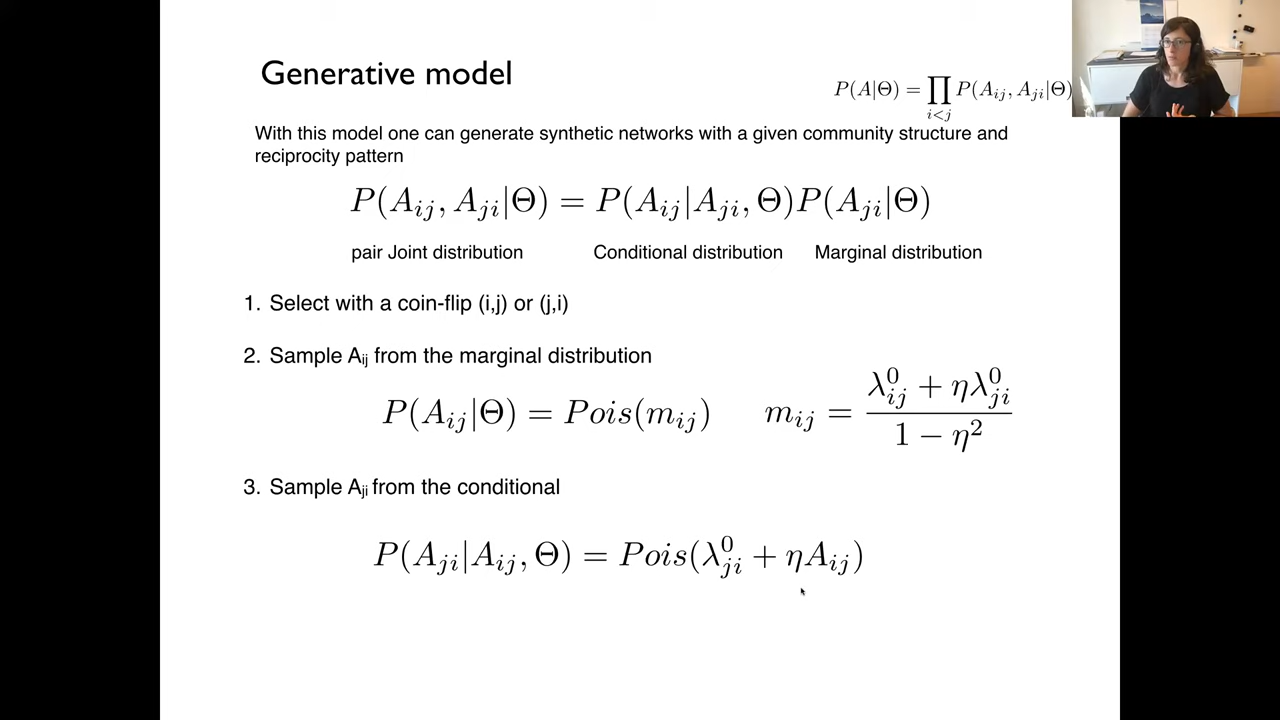 Generative model
P(A|Θ) = ∏_{i<j} P(A_{ij}, A_{ji}|Θ)
With this model one can generate synthetic networks with a given community structure and
reciprocity pattern
P(A_{ij}, A_{ji}|Θ) = P(A_{ij}|A_{ji}, Θ)P(A_{ji}|Θ)
pair Joint distribution Conditional distribution Marginal distribution
1. Select with a coin-flip (i,j) or (j,i)
2. Sample A_{ij} from the marginal distribution
P(A_{ij}|Θ) = Pois(m_{ij}) m_{ij} = \frac{λ^0_{ij} + ηλ^0_{ji}}{1 − η^2}
3. Sample A_{ji} from the conditional
P(A_{ji}|A_{ij}, Θ) = Pois(λ^0_{ji} + ηA_{ij})